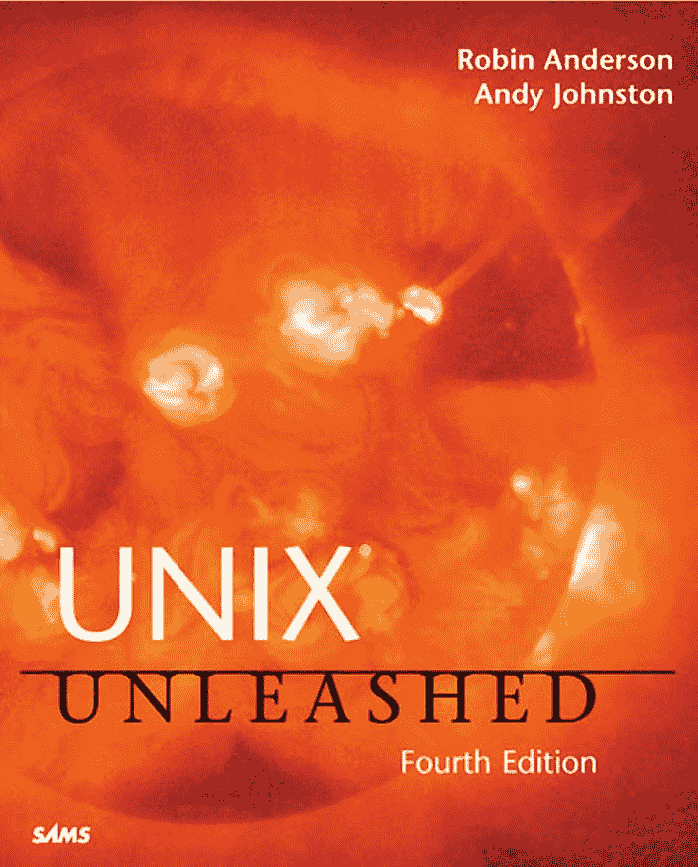 Robin Anderson
Andy Johnston
UNIX
UNLEASHED
Fourth Edition
SAMS